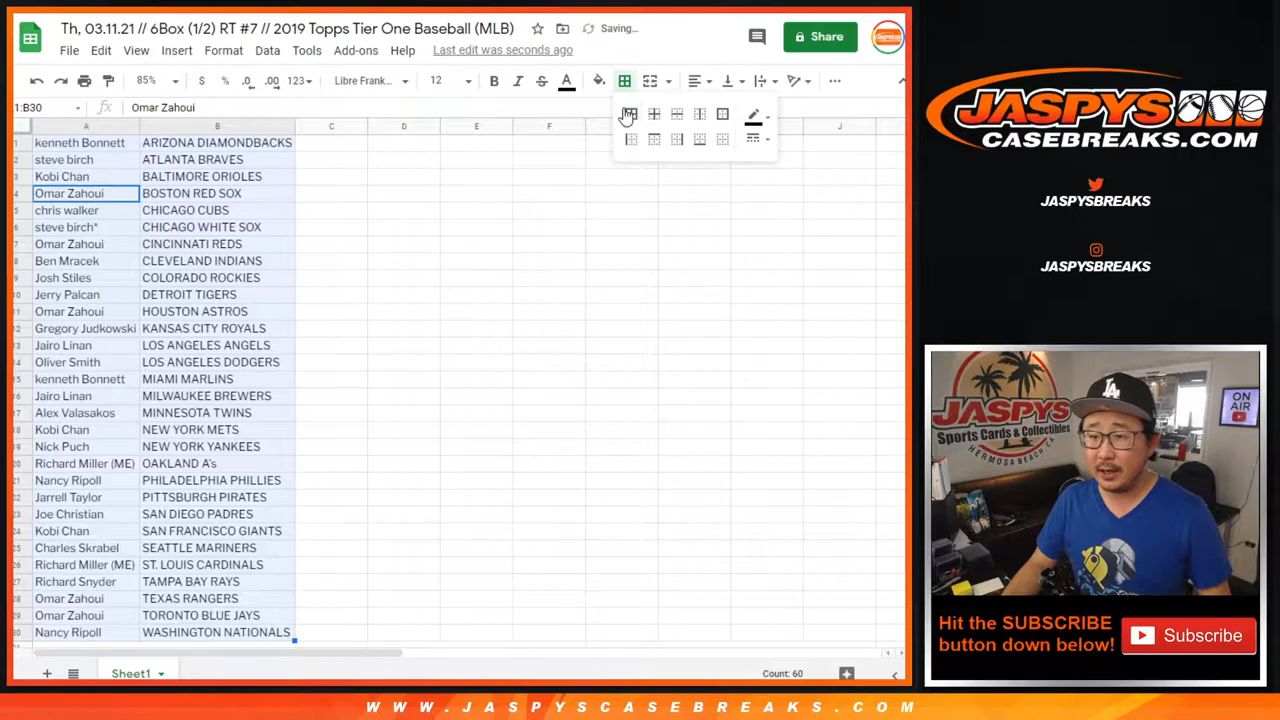 Th, 03.11.21 // 6Box (1/2) RT #7 // 2019 Topps Tier One Baseball (MLB)
Saving...
File Edit View Insert Format Data Tools Add-ons Help Last edit was seconds ago
Share
85% $ % .0 .00 123 Libre Frank... 12 B I S A
1:B30 fx Omar Zahoui
A B C D E F J
1 kenneth Bonnett ARIZONA DIAMONDBACKS
2 steve birch ATLANTA BRAVES
3 Kobi Chan BALTIMORE ORIOLES
4 Omar Zahoui BOSTON RED SOX
5 chris walker CHICAGO CUBS
6 steve birch* CHICAGO WHITE SOX
7 Omar Zahoui CINCINNATI REDS
8 Ben Mracek CLEVELAND INDIANS
9 Josh Stiles COLORADO ROCKIES
10 Jerry Palcan DETROIT TIGERS
11 Omar Zahoui HOUSTON ASTROS
12 Gregory Judkowski KANSAS CITY ROYALS
13 Jairo Linan LOS ANGELES ANGELS
14 Oliver Smith LOS ANGELES DODGERS
15 kenneth Bonnett MIAMI MARLINS
16 Jairo Linan MILWAUKEE BREWERS
17 Alex Valasakos MINNESOTA TWINS
18 Kobi Chan NEW YORK METS
19 Nick Puch NEW YORK YANKEES
20 Richard Miller (ME) OAKLAND A's
21 Nancy Ripoll PHILADELPHIA PHILLIES
22 Jarrell Taylor PITTSBURGH PIRATES
23 Joe Christian SAN DIEGO PADRES
24 Kobi Chan SAN FRANCISCO GIANTS
25 Charles Skrabel SEATTLE MARINERS
26 Richard Miller (ME) ST. LOUIS CARDINALS
27 Richard Snyder TAMPA BAY RAYS
28 Omar Zahoui TEXAS RANGERS
29 Omar Zahoui TORONTO BLUE JAYS
30 Nancy Ripoll WASHINGTON NATIONALS
Sheet1
Count: 60
JASPYS
CASEBREAKS.COM
JASPYSBREAKS
JASPYSBREAKS
JASPYS
Sports Cards & Collectibles
HERMOSA BEACH CA
LA
ON
AIR
Hit the SUBSCRIBE
button down below!
Subscribe
WWW.JASPYSCASEBREAKS.COM